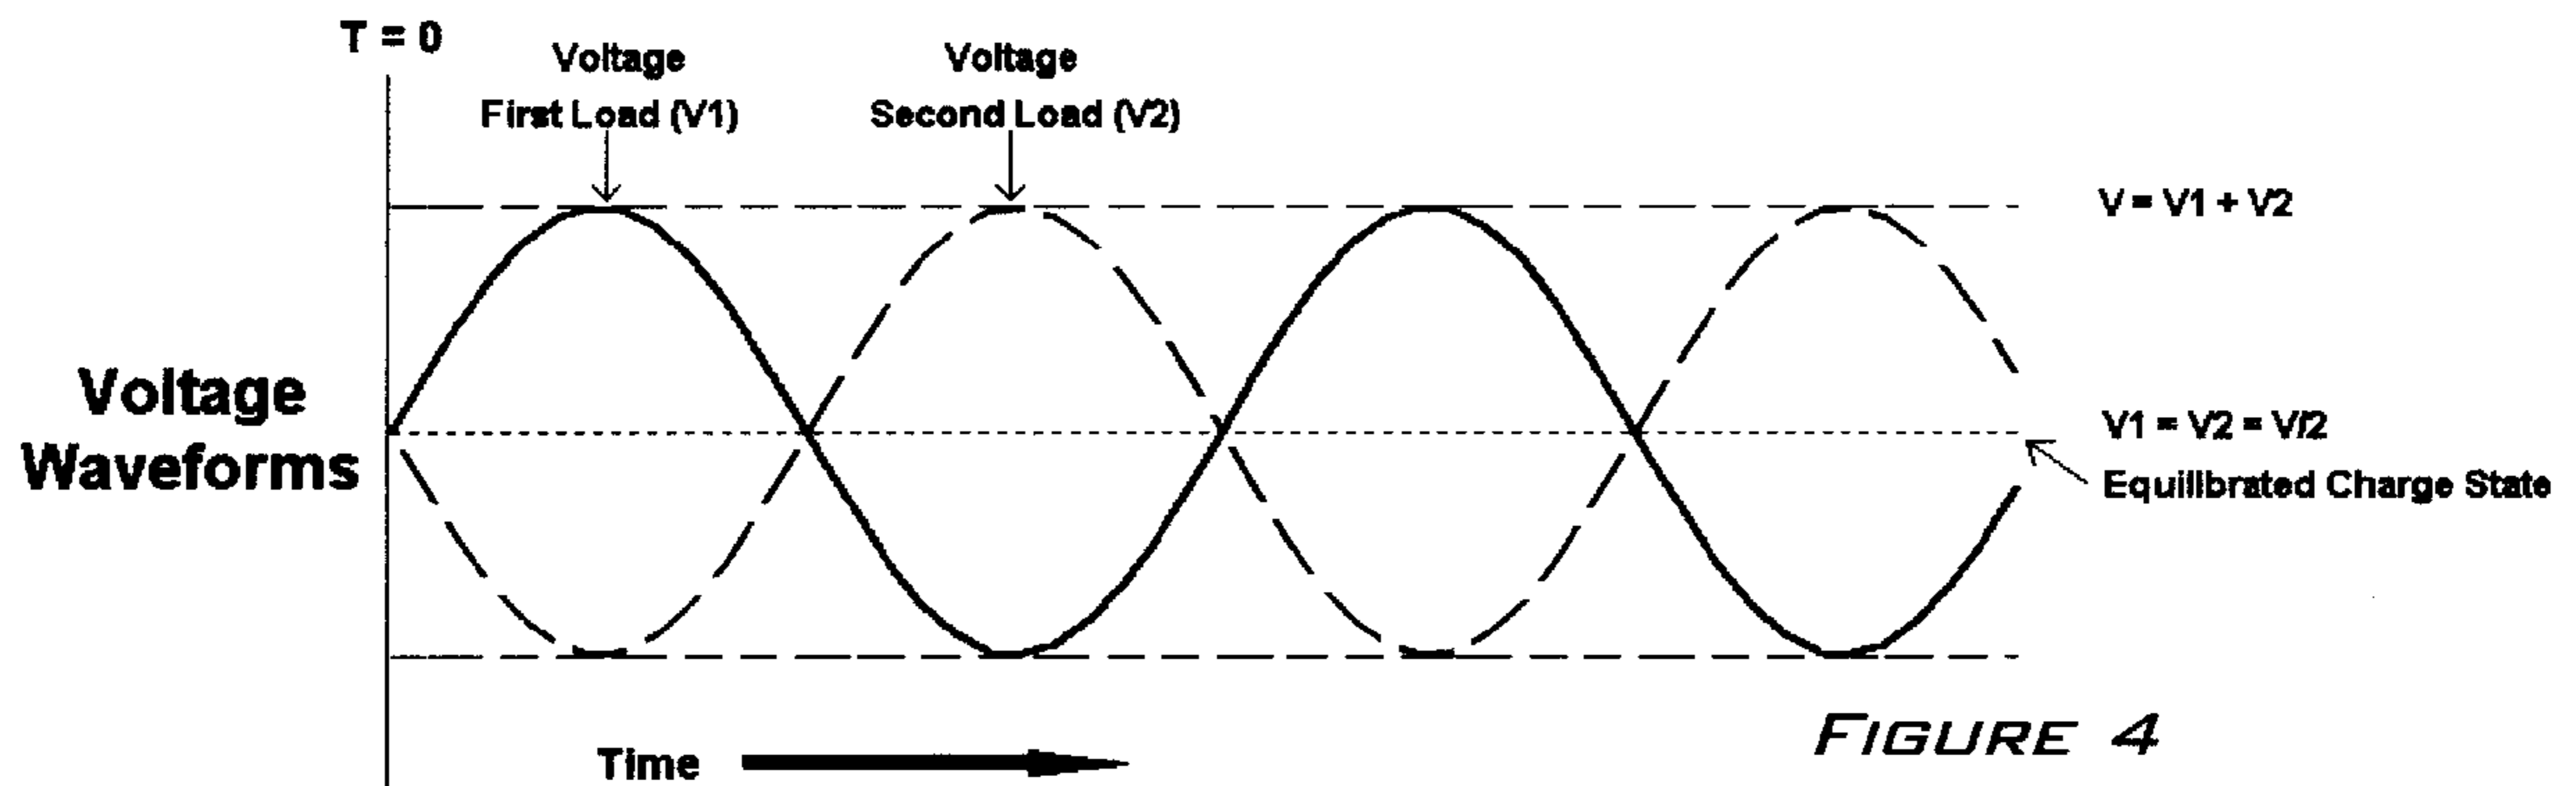 T = 0
Voltage
First Load (V1)
Voltage
Second Load (V2)
V = V1 + V2
Voltage
Waveforms
V1 = V2 = V/2
Equilibrated Charge State
Time
FIGURE 4